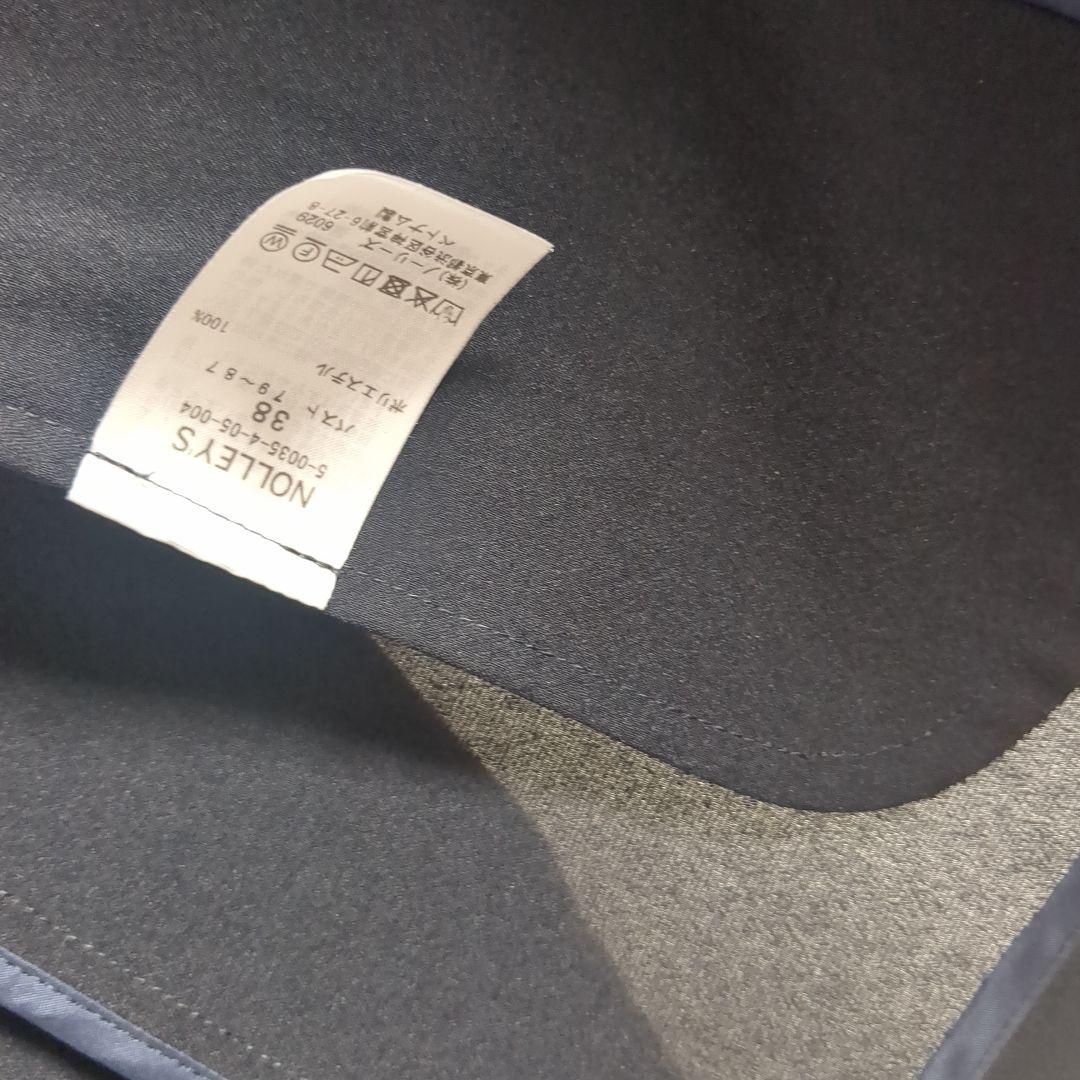 NOLLEY'S
5-0035-4-05-004
38
バスト 79～87
ポリエステル
100%
W F
6029
(株)ノーリーズ
東京都渋谷区神宮前6-27-8
ベトナム製